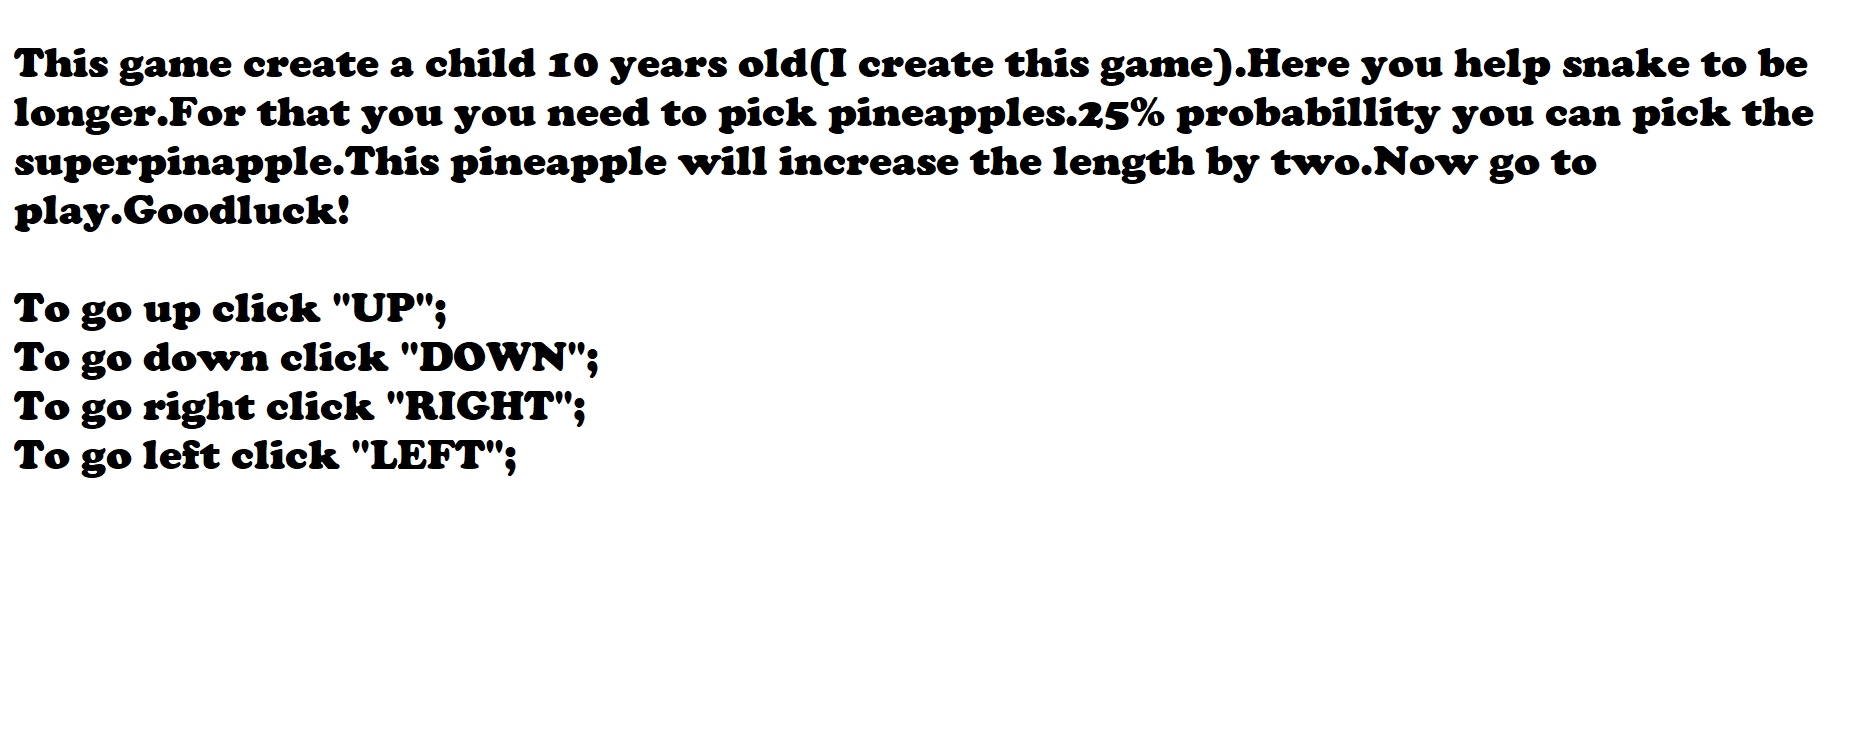 This game create a child 10 years old(I create this game).Here you help snake to be
longer.For that you you need to pick pineapples.25% probabillity you can pick the
superpinapple.This pineapple will increase the length by two.Now go to
play.Goodluck!
To go up click "UP";
To go down click "DOWN";
To go right click "RIGHT";
To go left click "LEFT";